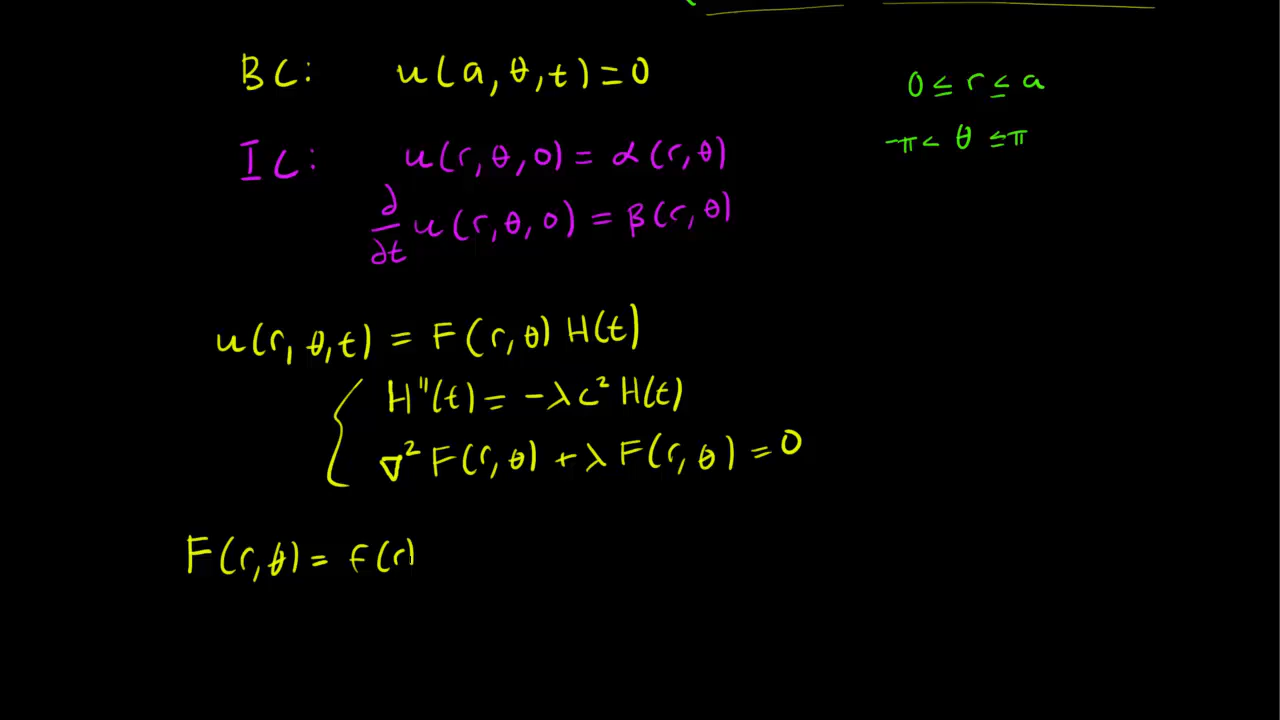 BC: u(a, θ, t) = 0
0 ≤ r ≤ a
-π < θ ≤ π
IC: u(r, θ, 0) = α(r, θ)
∂/∂t u(r, θ, 0) = β(r, θ)
u(r, θ, t) = F(r, θ) H(t)
H''(t) = -λc² H(t)
∇² F(r, θ) + λ F(r, θ) = 0
F(r, θ) = f(r)